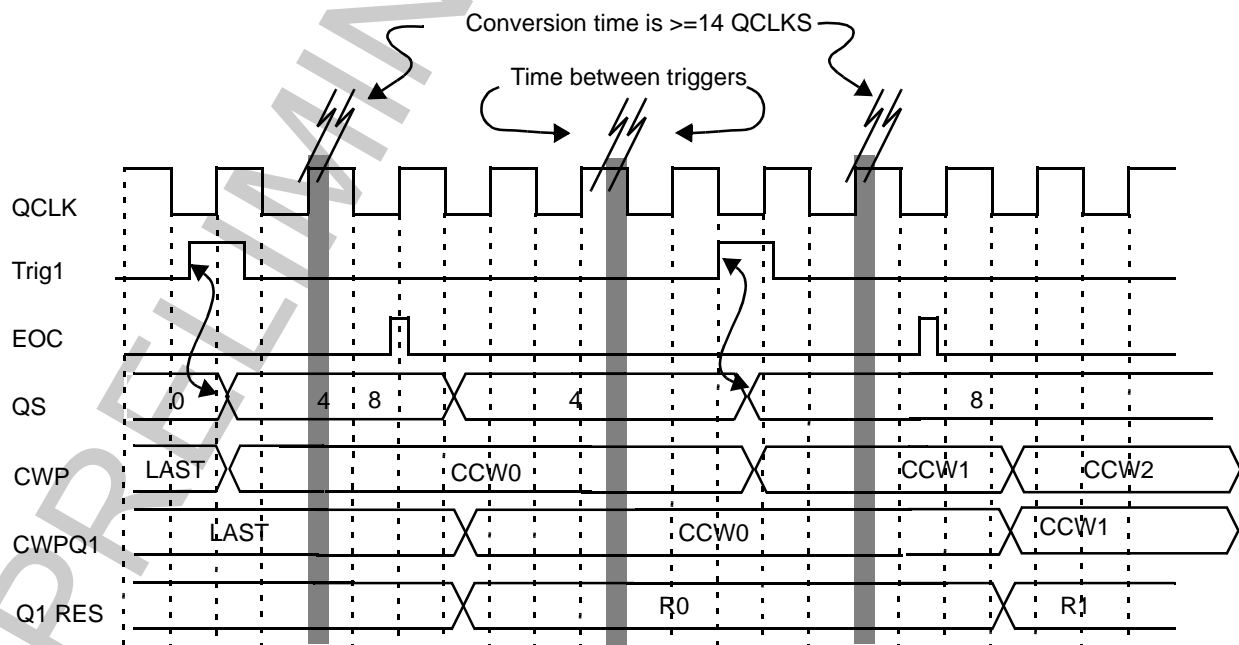 Conversion time is >=14 QCLKS
Time between triggers
QCLK
Trig1
EOC
QS
0
4
8
4
8
CWP
LAST
CCW0
CCW1
CCW2
CWPQ1
LAST
CCW0
CCW1
Q1 RES
R0
R1
PRELIMIN